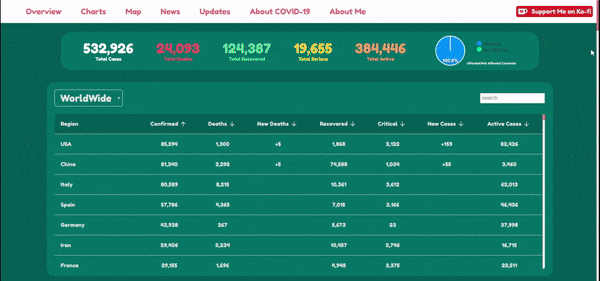 Overview Charts Map News Updates About COVID-19 About Me Support Me on Ko-fi
532,926 24,093 124,387 19,655 384,446
Total Cases Total Deaths Total Recovered Total Serious Total Active
Affected/Not Affected Countries
WorldWide
search
Region Confirmed ↑ Deaths ↓ New Deaths ↓ Recovered ↓ Critical ↓ New Cases ↓ Active Cases ↓
USA 85,594 1,300 +5 1,868 2,122 +159 82,426
China 81,340 3,292 +5 74,588 1,034 +55 3,460
Italy 80,589 8,215 10,361 3,612 62,013
Spain 57,786 4,365 7,015 3,166 46,406
Germany 43,938 267 5,673 23 37,998
Iran 29,406 2,234 10,457 2,746 16,715
France 29,155 1,696 4,948 3,375 22,511